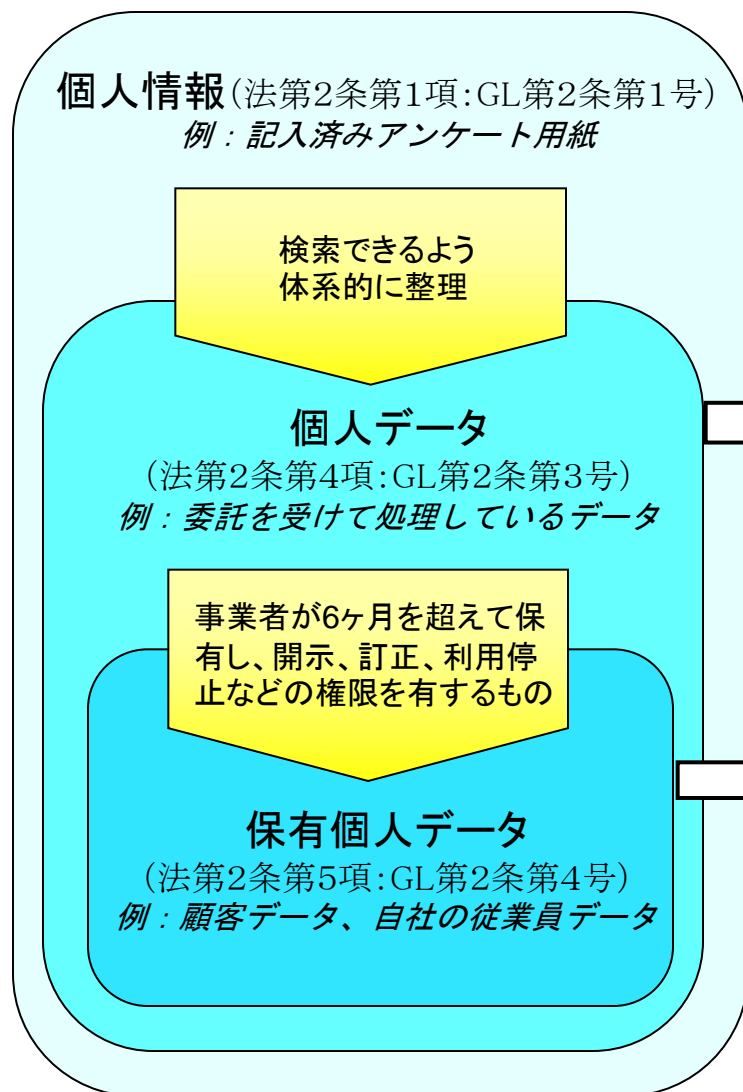 個人情報(法第2条第1項:GL第2条第1号)
例：記入済みアンケート用紙
検索できるよう
体系的に整理
個人データ
(法第2条第4項:GL第2条第3号)
例：委託を受けて処理しているデータ
事業者が6ヶ月を超えて保
有し、開示、訂正、利用停
止などの権限を有するもの
保有個人データ
(法第2条第5項:GL第2条第4号)
例：顧客データ、自社の従業員データ